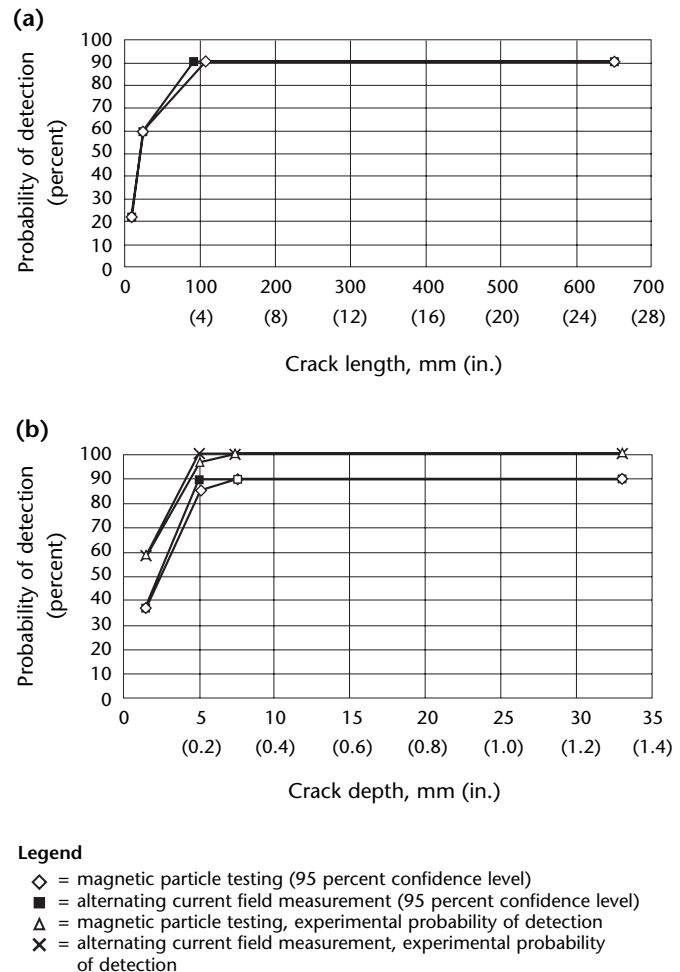 (a)
Probability of detection
(percent)
100
90
80
70
60
50
40
30
20
10
0
0 100 200 300 400 500 600 700
(4) (8) (12) (16) (20) (24) (28)
Crack length, mm (in.)
(b)
Probability of detection
(percent)
100
90
80
70
60
50
40
30
20
10
0
0 5 10 15 20 25 30 35
(0.2) (0.4) (0.6) (0.8) (1.0) (1.2) (1.4)
Crack depth, mm (in.)
Legend
= magnetic particle testing (95 percent confidence level)
= alternating current field measurement (95 percent confidence level)
= magnetic particle testing, experimental probability of detection
= alternating current field measurement, experimental probability
of detection